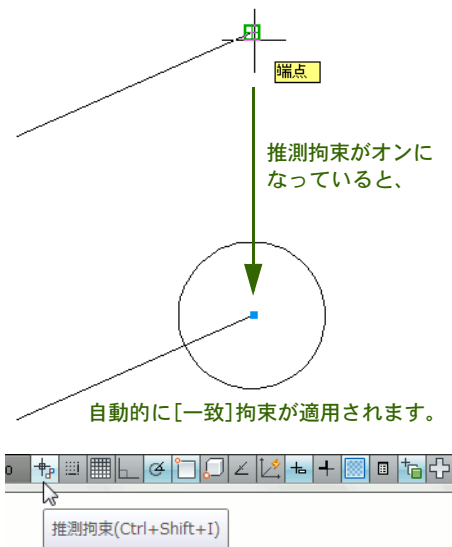 端点
推測拘束がオンに
なっていると、
自動的に[一致]拘束が適用されます。
推測拘束(Ctrl+Shift+I)